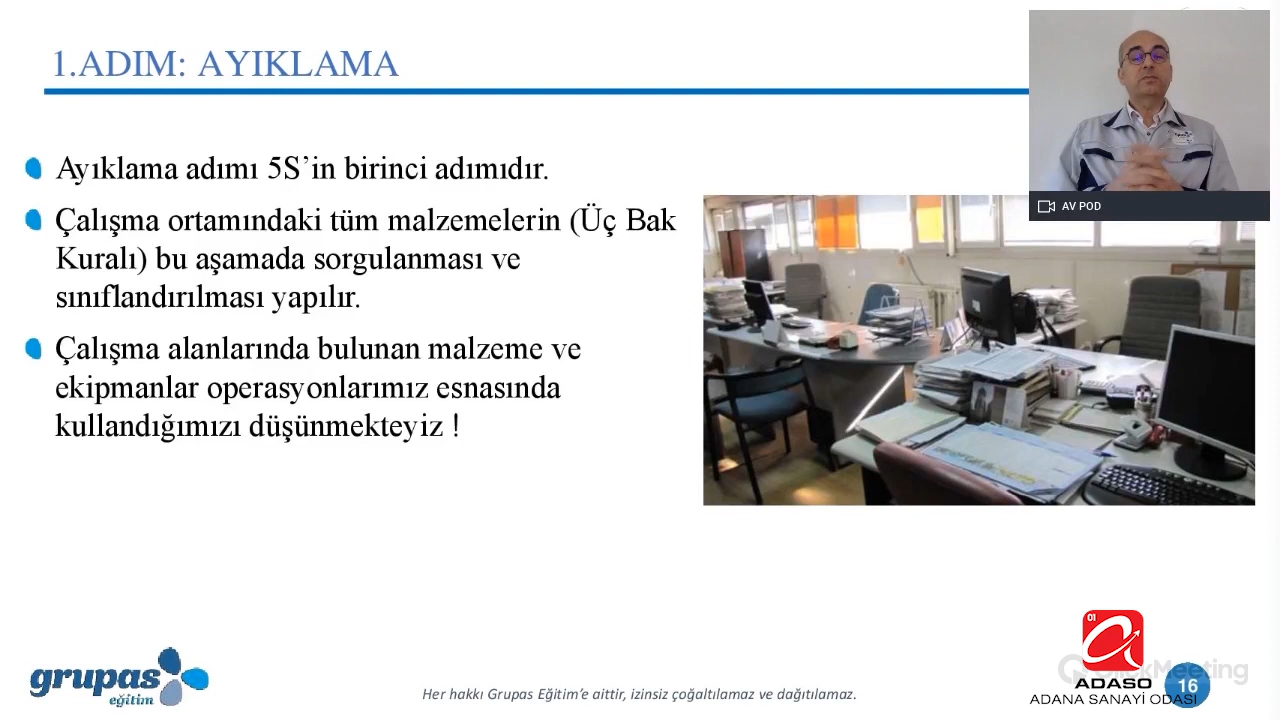 1.ADIM: AYIKLAMA
AV POD
Ayıklama adımı 5S’in birinci adımıdır.
Çalışma ortamındaki tüm malzemelerin (Üç Bak
Kuralı) bu aşamada sorgulanması ve
sınıflandırılması yapılır.
Çalışma alanlarında bulunan malzeme ve
ekipmanlar operasyonlarımız esnasında
kullandığımızı düşünmekteyiz !
grupas
eğitim
Her hakkı Grupas Eğitim’e aittir, izinsiz çoğaltılamaz ve dağıtılamaz.
01
ClickMeeting
ADASO
ADANA SANAYİ ODASI
16